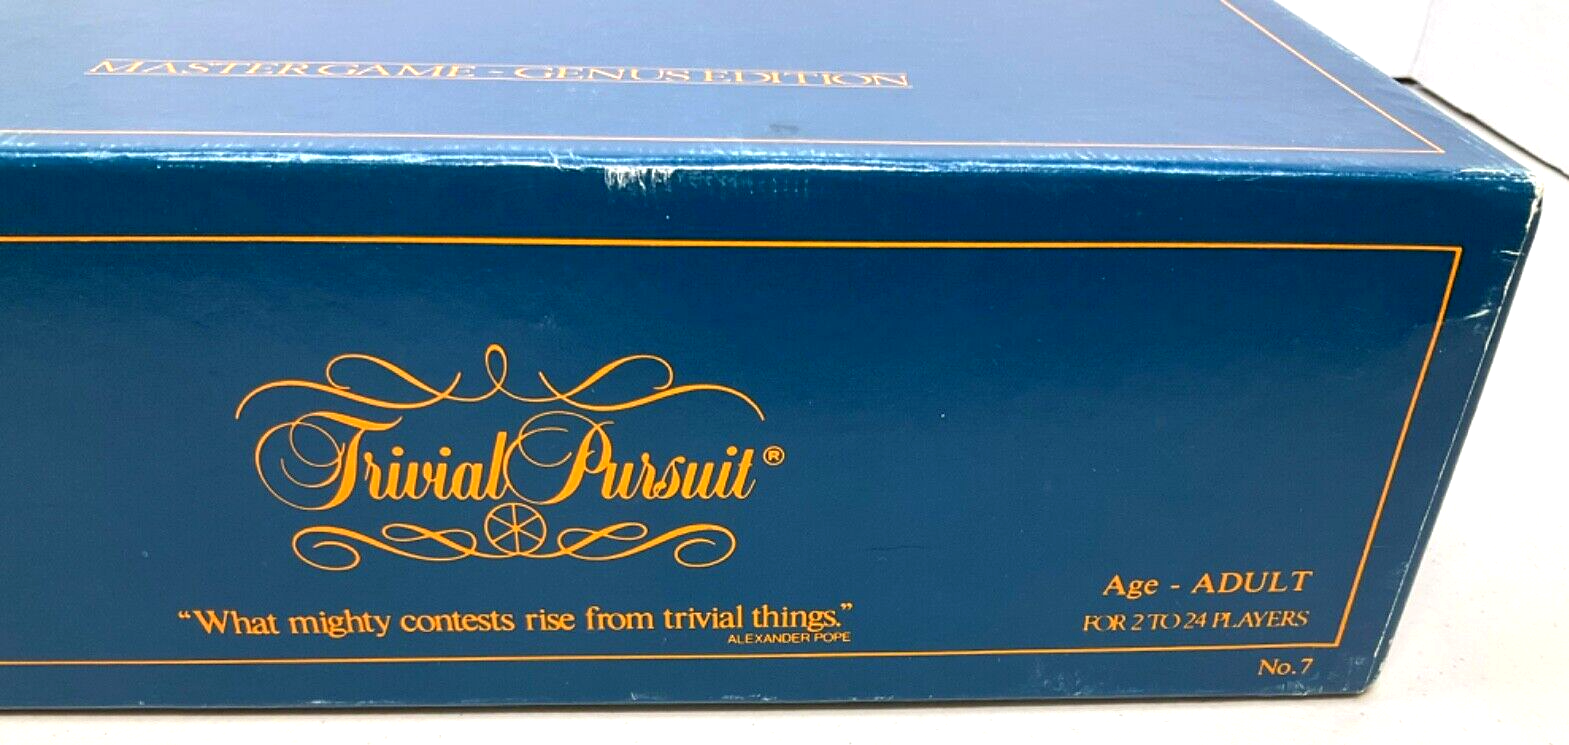 MASTER GAME - GENUS EDITION
Trivial Pursuit®
“What mighty contests rise from trivial things.”
ALEXANDER POPE
Age - ADULT
FOR 2 TO 24 PLAYERS
No. 7